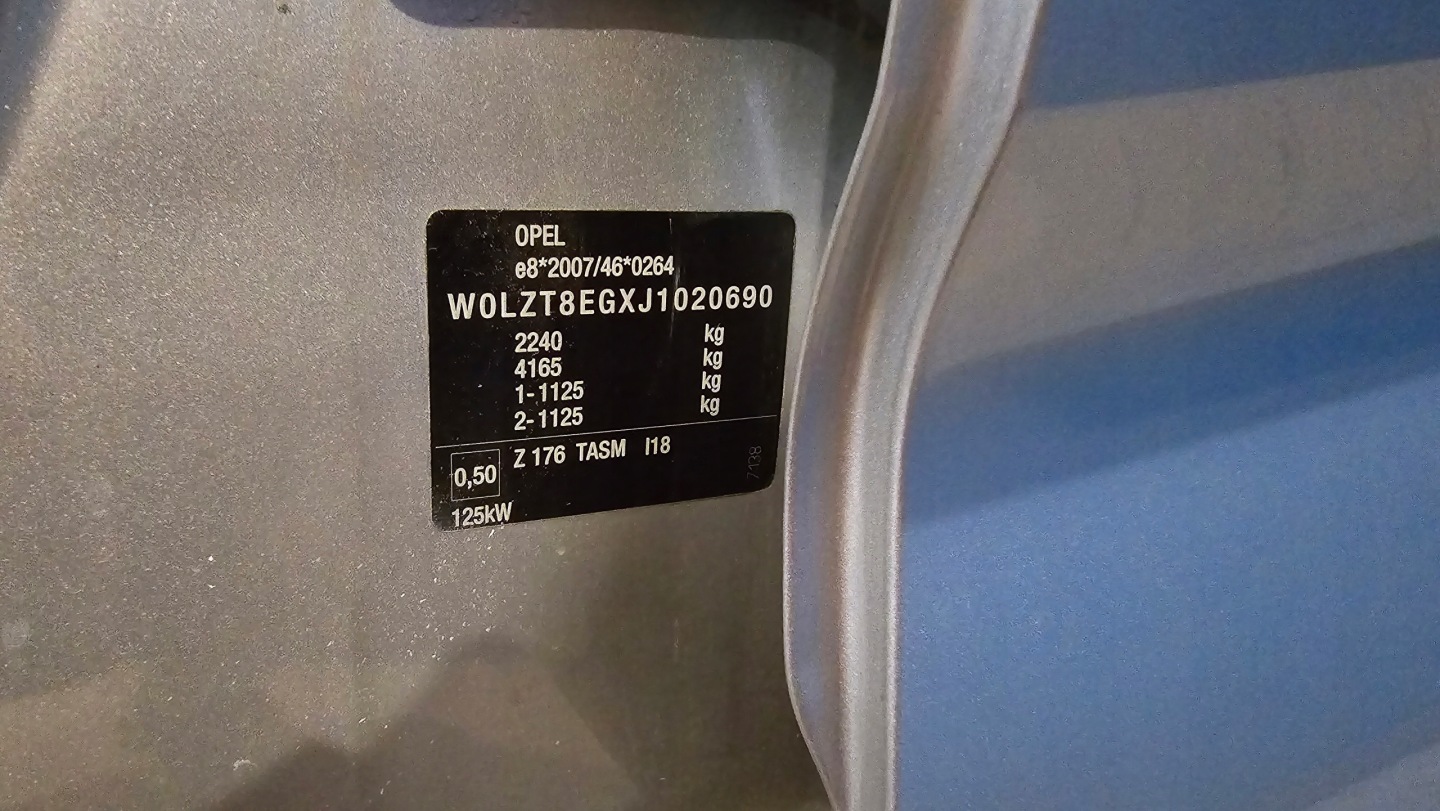 OPEL
e8*2007/46*0264
W0LZT8EGXJ1020690
2240 kg
4165 kg
1-1125 kg
2-1125 kg
0,50 Z 176 TASM I18
7138
125kW